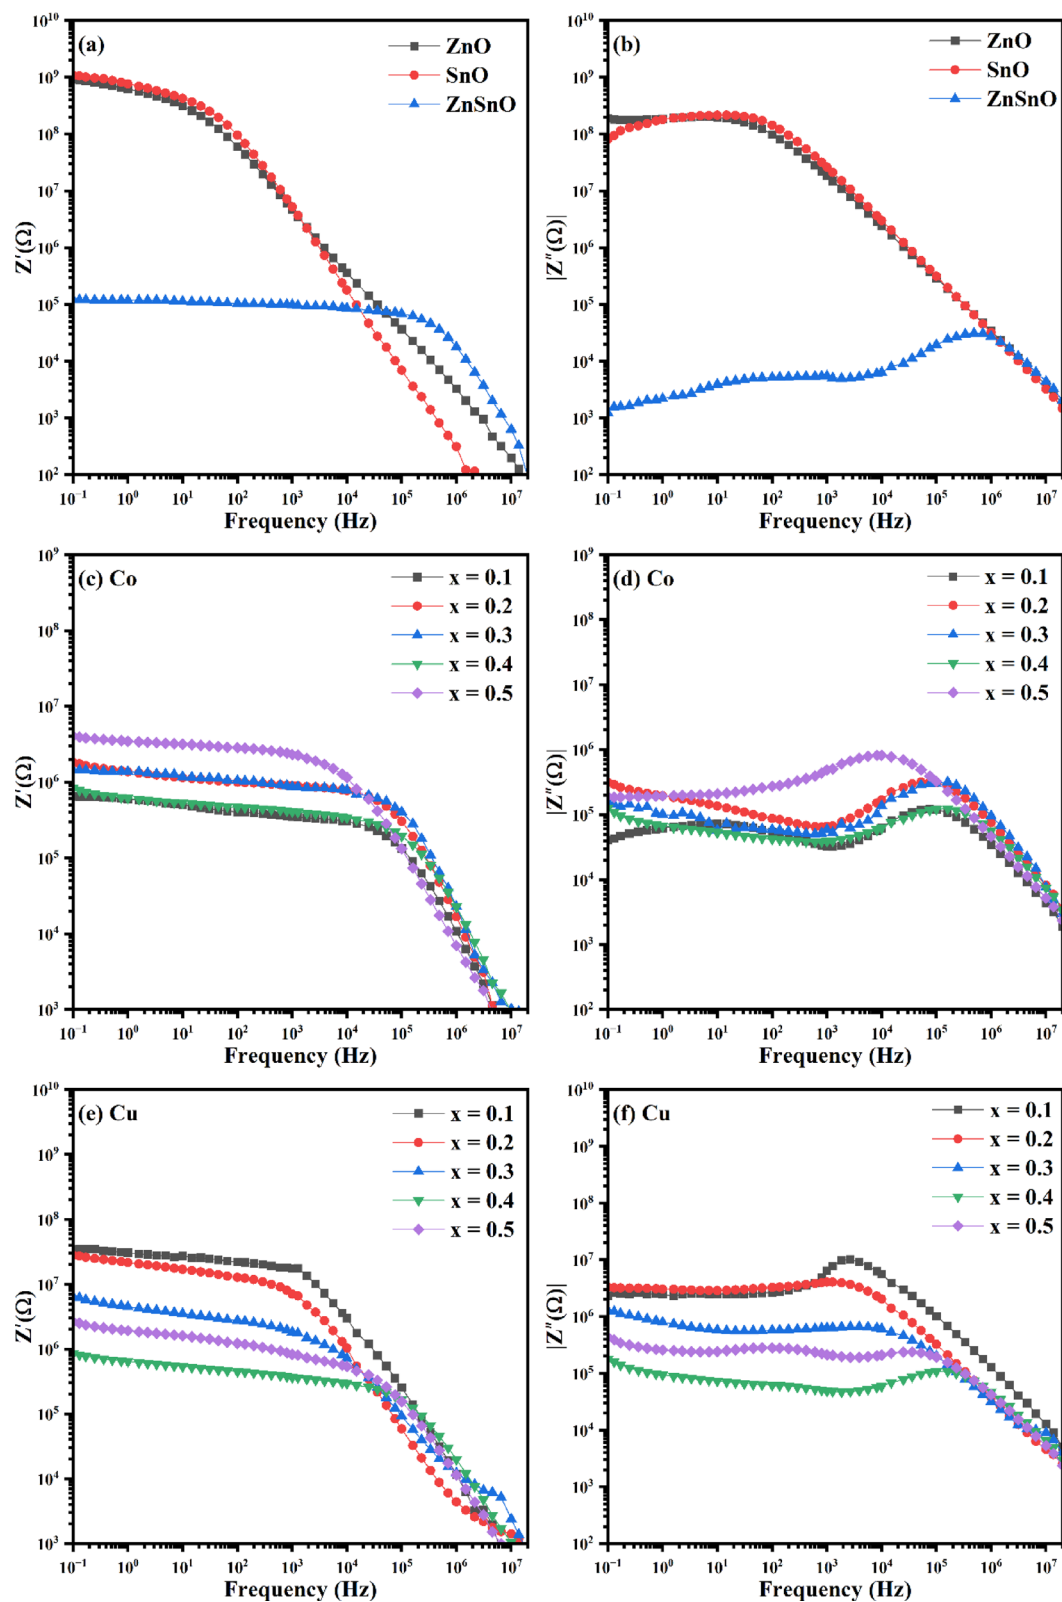 (a)
ZnO
SnO
ZnSnO
10¹⁰
10⁹
10⁸
10⁷
10⁶
10⁵
10⁴
10³
10²
Z'(Ω)
10⁻¹ 10⁰ 10¹ 10² 10³ 10⁴ 10⁵ 10⁶ 10⁷
Frequency (Hz)
(b)
ZnO
SnO
ZnSnO
10¹⁰
10⁹
10⁸
10⁷
10⁶
10⁵
10⁴
10³
10²
|Z"(Ω)|
10⁻¹ 10⁰ 10¹ 10² 10³ 10⁴ 10⁵ 10⁶ 10⁷
Frequency (Hz)
(c) Co
x = 0.1
x = 0.2
x = 0.3
x = 0.4
x = 0.5
10⁹
10⁸
10⁷
10⁶
10⁵
10⁴
10³
Z'(Ω)
10⁻¹ 10⁰ 10¹ 10² 10³ 10⁴ 10⁵ 10⁶ 10⁷
Frequency (Hz)
(d) Co
x = 0.1
x = 0.2
x = 0.3
x = 0.4
x = 0.5
10⁹
10⁸
10⁷
10⁶
10⁵
10⁴
10³
10²
|Z"(Ω)|
10⁻¹ 10⁰ 10¹ 10² 10³ 10⁴ 10⁵ 10⁶ 10⁷
Frequency (Hz)
(e) Cu
x = 0.1
x = 0.2
x = 0.3
x = 0.4
x = 0.5
10¹⁰
10⁹
10⁸
10⁷
10⁶
10⁵
10⁴
10³
Z'(Ω)
10⁻¹ 10⁰ 10¹ 10² 10³ 10⁴ 10⁵ 10⁶ 10⁷
Frequency (Hz)
(f) Cu
x = 0.1
x = 0.2
x = 0.3
x = 0.4
x = 0.5
10¹⁰
10⁹
10⁸
10⁷
10⁶
10⁵
10⁴
10³
10²
|Z"(Ω)|
10⁻¹ 10⁰ 10¹ 10² 10³ 10⁴ 10⁵ 10⁶ 10⁷
Frequency (Hz)